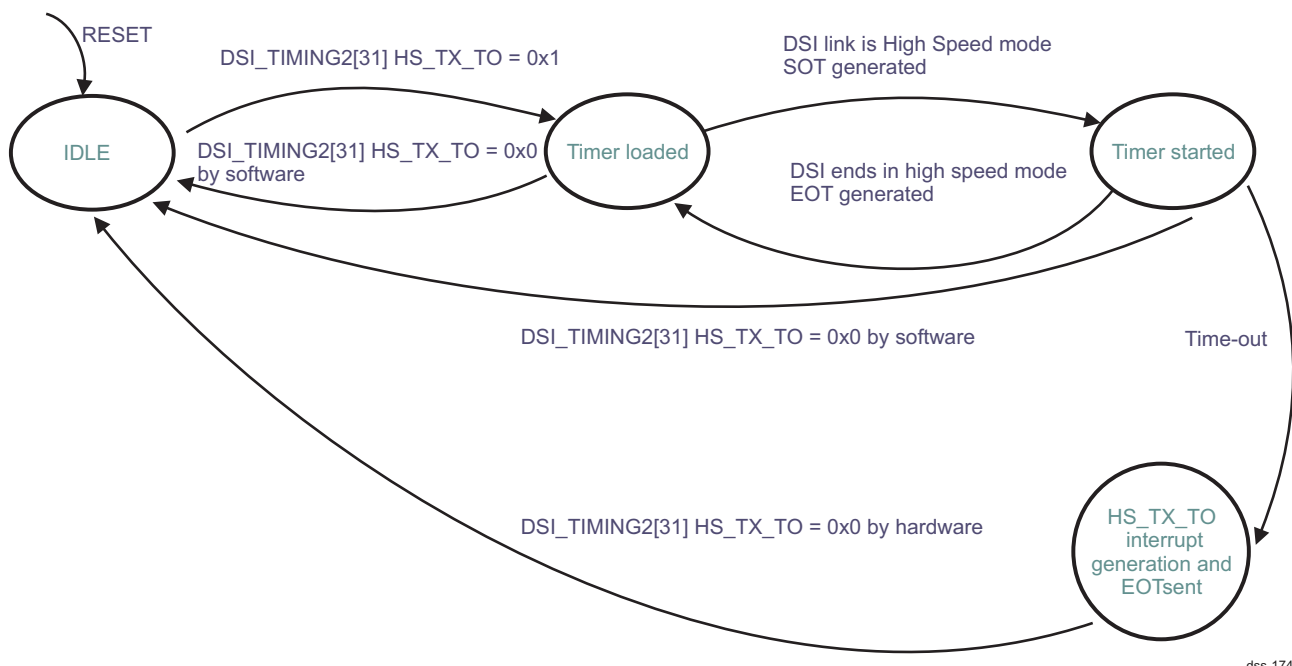 RESET
DSI_TIMING2[31] HS_TX_TO = 0x1
DSI link is High Speed mode
SOT generated
IDLE
DSI_TIMING2[31] HS_TX_TO = 0x0
by software
Timer loaded
DSI ends in high speed mode
EOT generated
Timer started
DSI_TIMING2[31] HS_TX_TO = 0x0 by software
Time-out
DSI_TIMING2[31] HS_TX_TO = 0x0 by hardware
HS_TX_TO
interrupt
generation and
EOTsent
dss-174